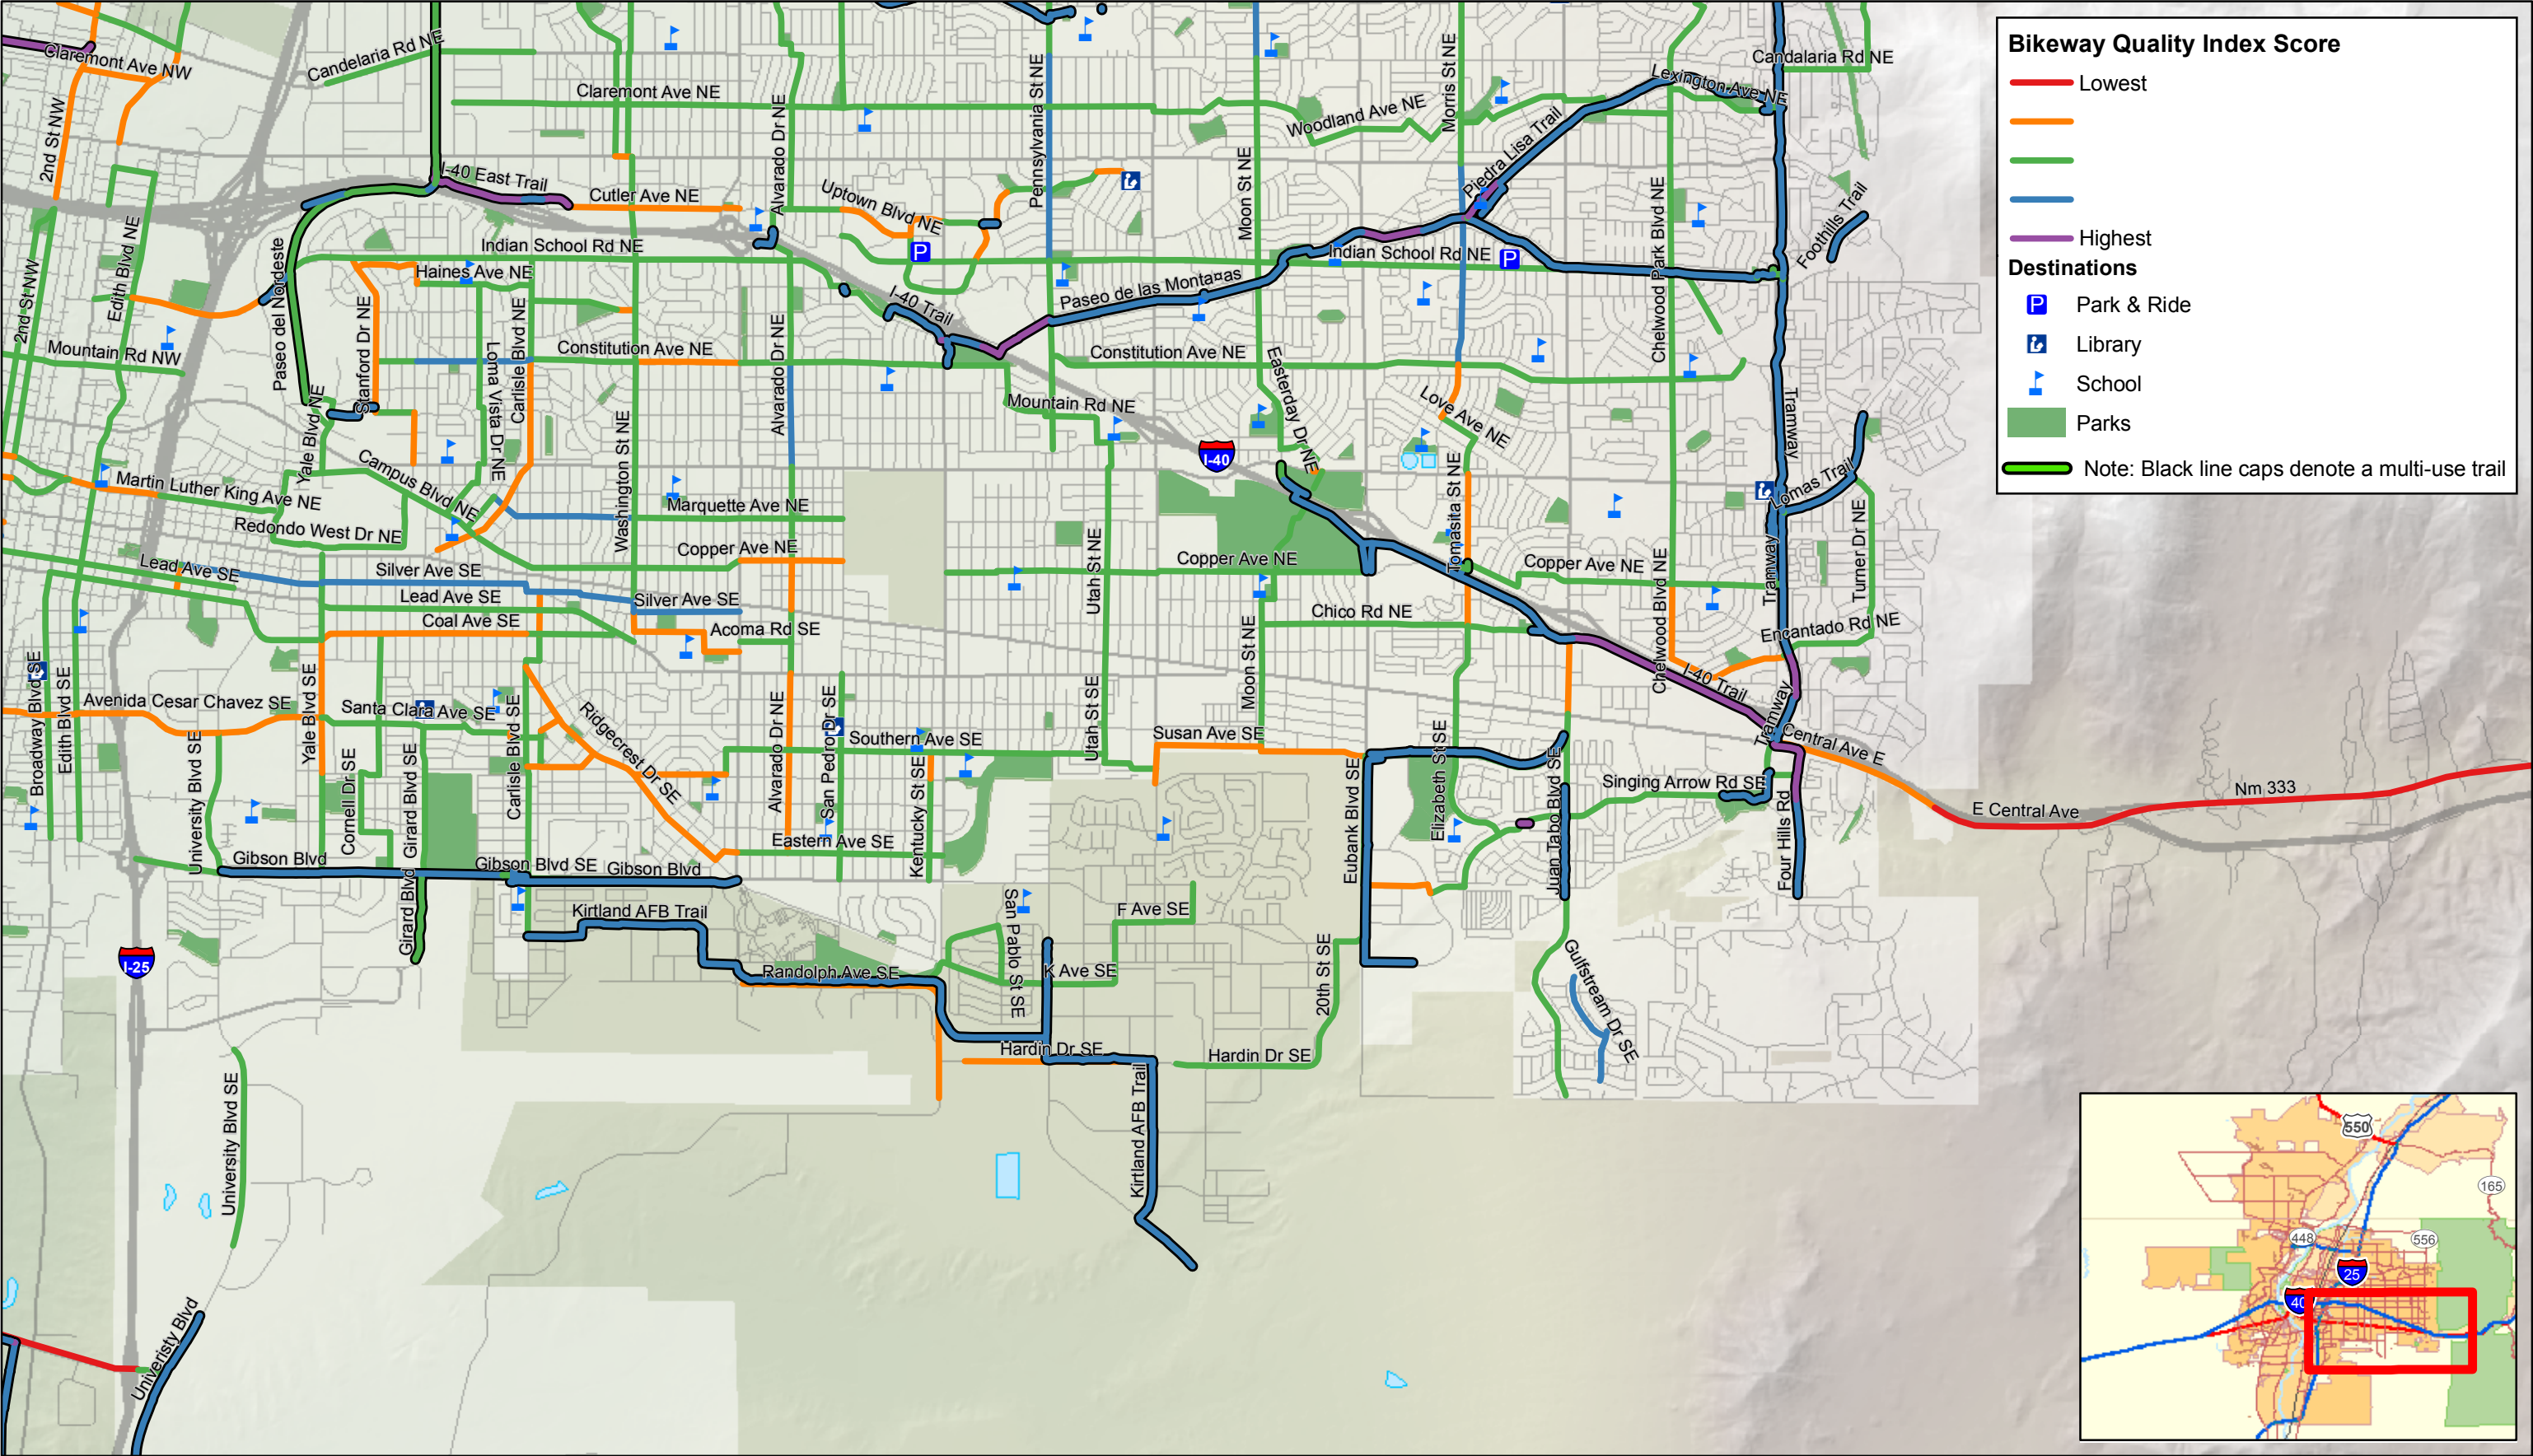 Bikeway Quality Index Score
Lowest
Highest
Destinations
P Park & Ride
Library
School
Parks
Note: Black line caps denote a multi-use trail
Claremont Ave NW
Candelaria Rd NE
Claremont Ave NE
2nd St NW
I-40 East Trail
Cutler Ave NE
Alvarado Dr NE
Uptown Blvd NE
Pennsylvania St NE
Woodland Ave NE
Morris St NE
Lexington Ave NE
Candalaria Rd NE
Piedra Lisa Trail
Moon St NE
Chelwood Park Blvd NE
Foothills Trail
Edith Blvd NE
Paseo del Nordeste
Indian School Rd NE
Haines Ave NE
P
Indian School Rd NE
P
2nd St NW
Mountain Rd NW
Stanford Dr NE
Loma Vista Dr NE
Carlisle Blvd NE
Constitution Ave NE
Alvarado Dr NE
I-40 Trail
Paseo de las Montañas
Constitution Ave NE
Easterday Dr NE
Mountain Rd NE
Love Ave NE
Tramway
Yale Blvd NE
Campus Blvd NE
Washington St NE
I-40
Martin Luther King Ave NE
Redondo West Dr NE
Marquette Ave NE
Copper Ave NE
Utah St NE
Copper Ave NE
Tomasita St NE
Copper Ave NE
Lomas Trail
Tramway
Turner Dr NE
Lead Ave SE
Silver Ave SE
Lead Ave SE
Coal Ave SE
Silver Ave SE
Acoma Rd SE
Chico Rd NE
Moon St NE
Chelwood Blvd NE
Encantado Rd NE
I-40 Trail
Tramway
Broadway Blvd SE
Edith Blvd SE
Avenida Cesar Chavez SE
Yale Blvd SE
Santa Clara Ave SE
Carlisle Blvd SE
Ridgecrest Dr SE
Alvarado Dr NE
San Pedro Dr SE
Southern Ave SE
Utah St SE
Susan Ave SE
Elizabeth St SE
Central Ave E
University Blvd SE
Cornell Dr SE
Girard Blvd SE
Kentucky St SE
Eastern Ave SE
Eubank Blvd SE
Juan Tabo Blvd SE
Singing Arrow Rd SE
Four Hills Rd
E Central Ave
Nm 333
Gibson Blvd
Gibson Blvd SE
Gibson Blvd
Girard Blvd
I-25
Kirtland AFB Trail
Randolph Ave SE
San Pablo St SE
F Ave SE
K Ave SE
20th St SE
Gulfstream Dr SE
Hardin Dr SE
Hardin Dr SE
University Blvd SE
Kirtland AFB Trail
Univeristy Blvd
550
165
448
556
25
40